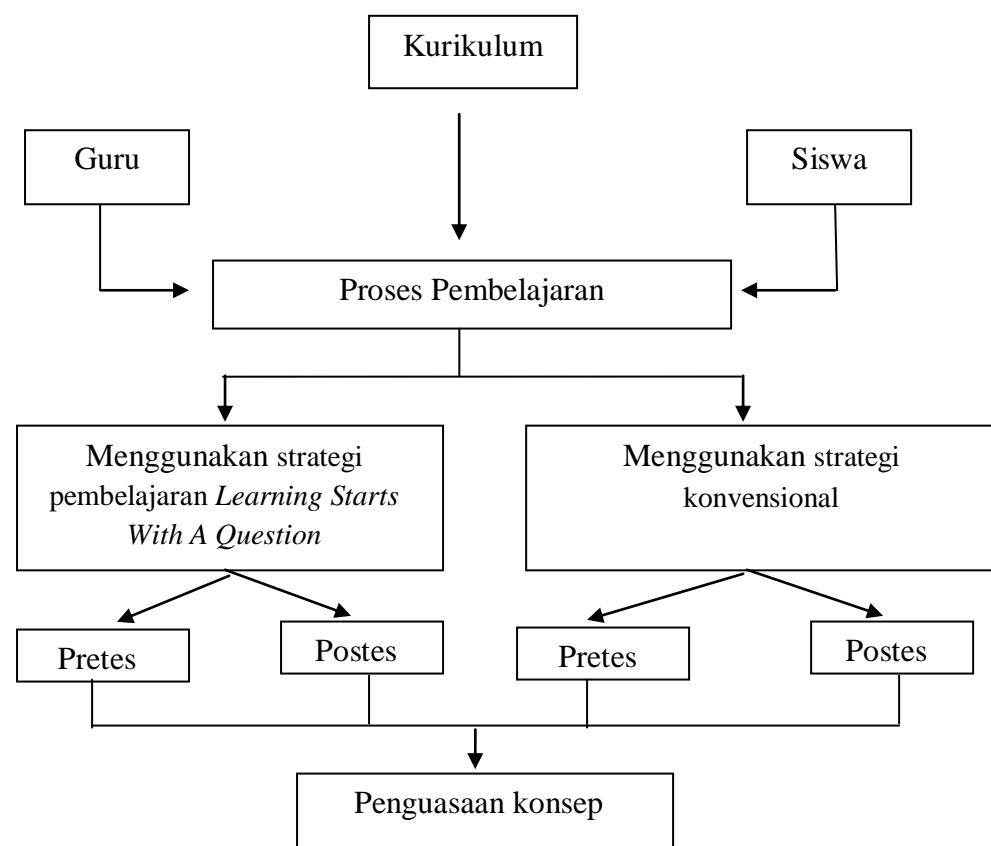 Kurikulum
Guru
Siswa
Proses Pembelajaran
Menggunakan strategi
pembelajaran Learning Starts
With A Question
Menggunakan strategi
konvensional
Pretes
Postes
Pretes
Postes
Penguasaan konsep